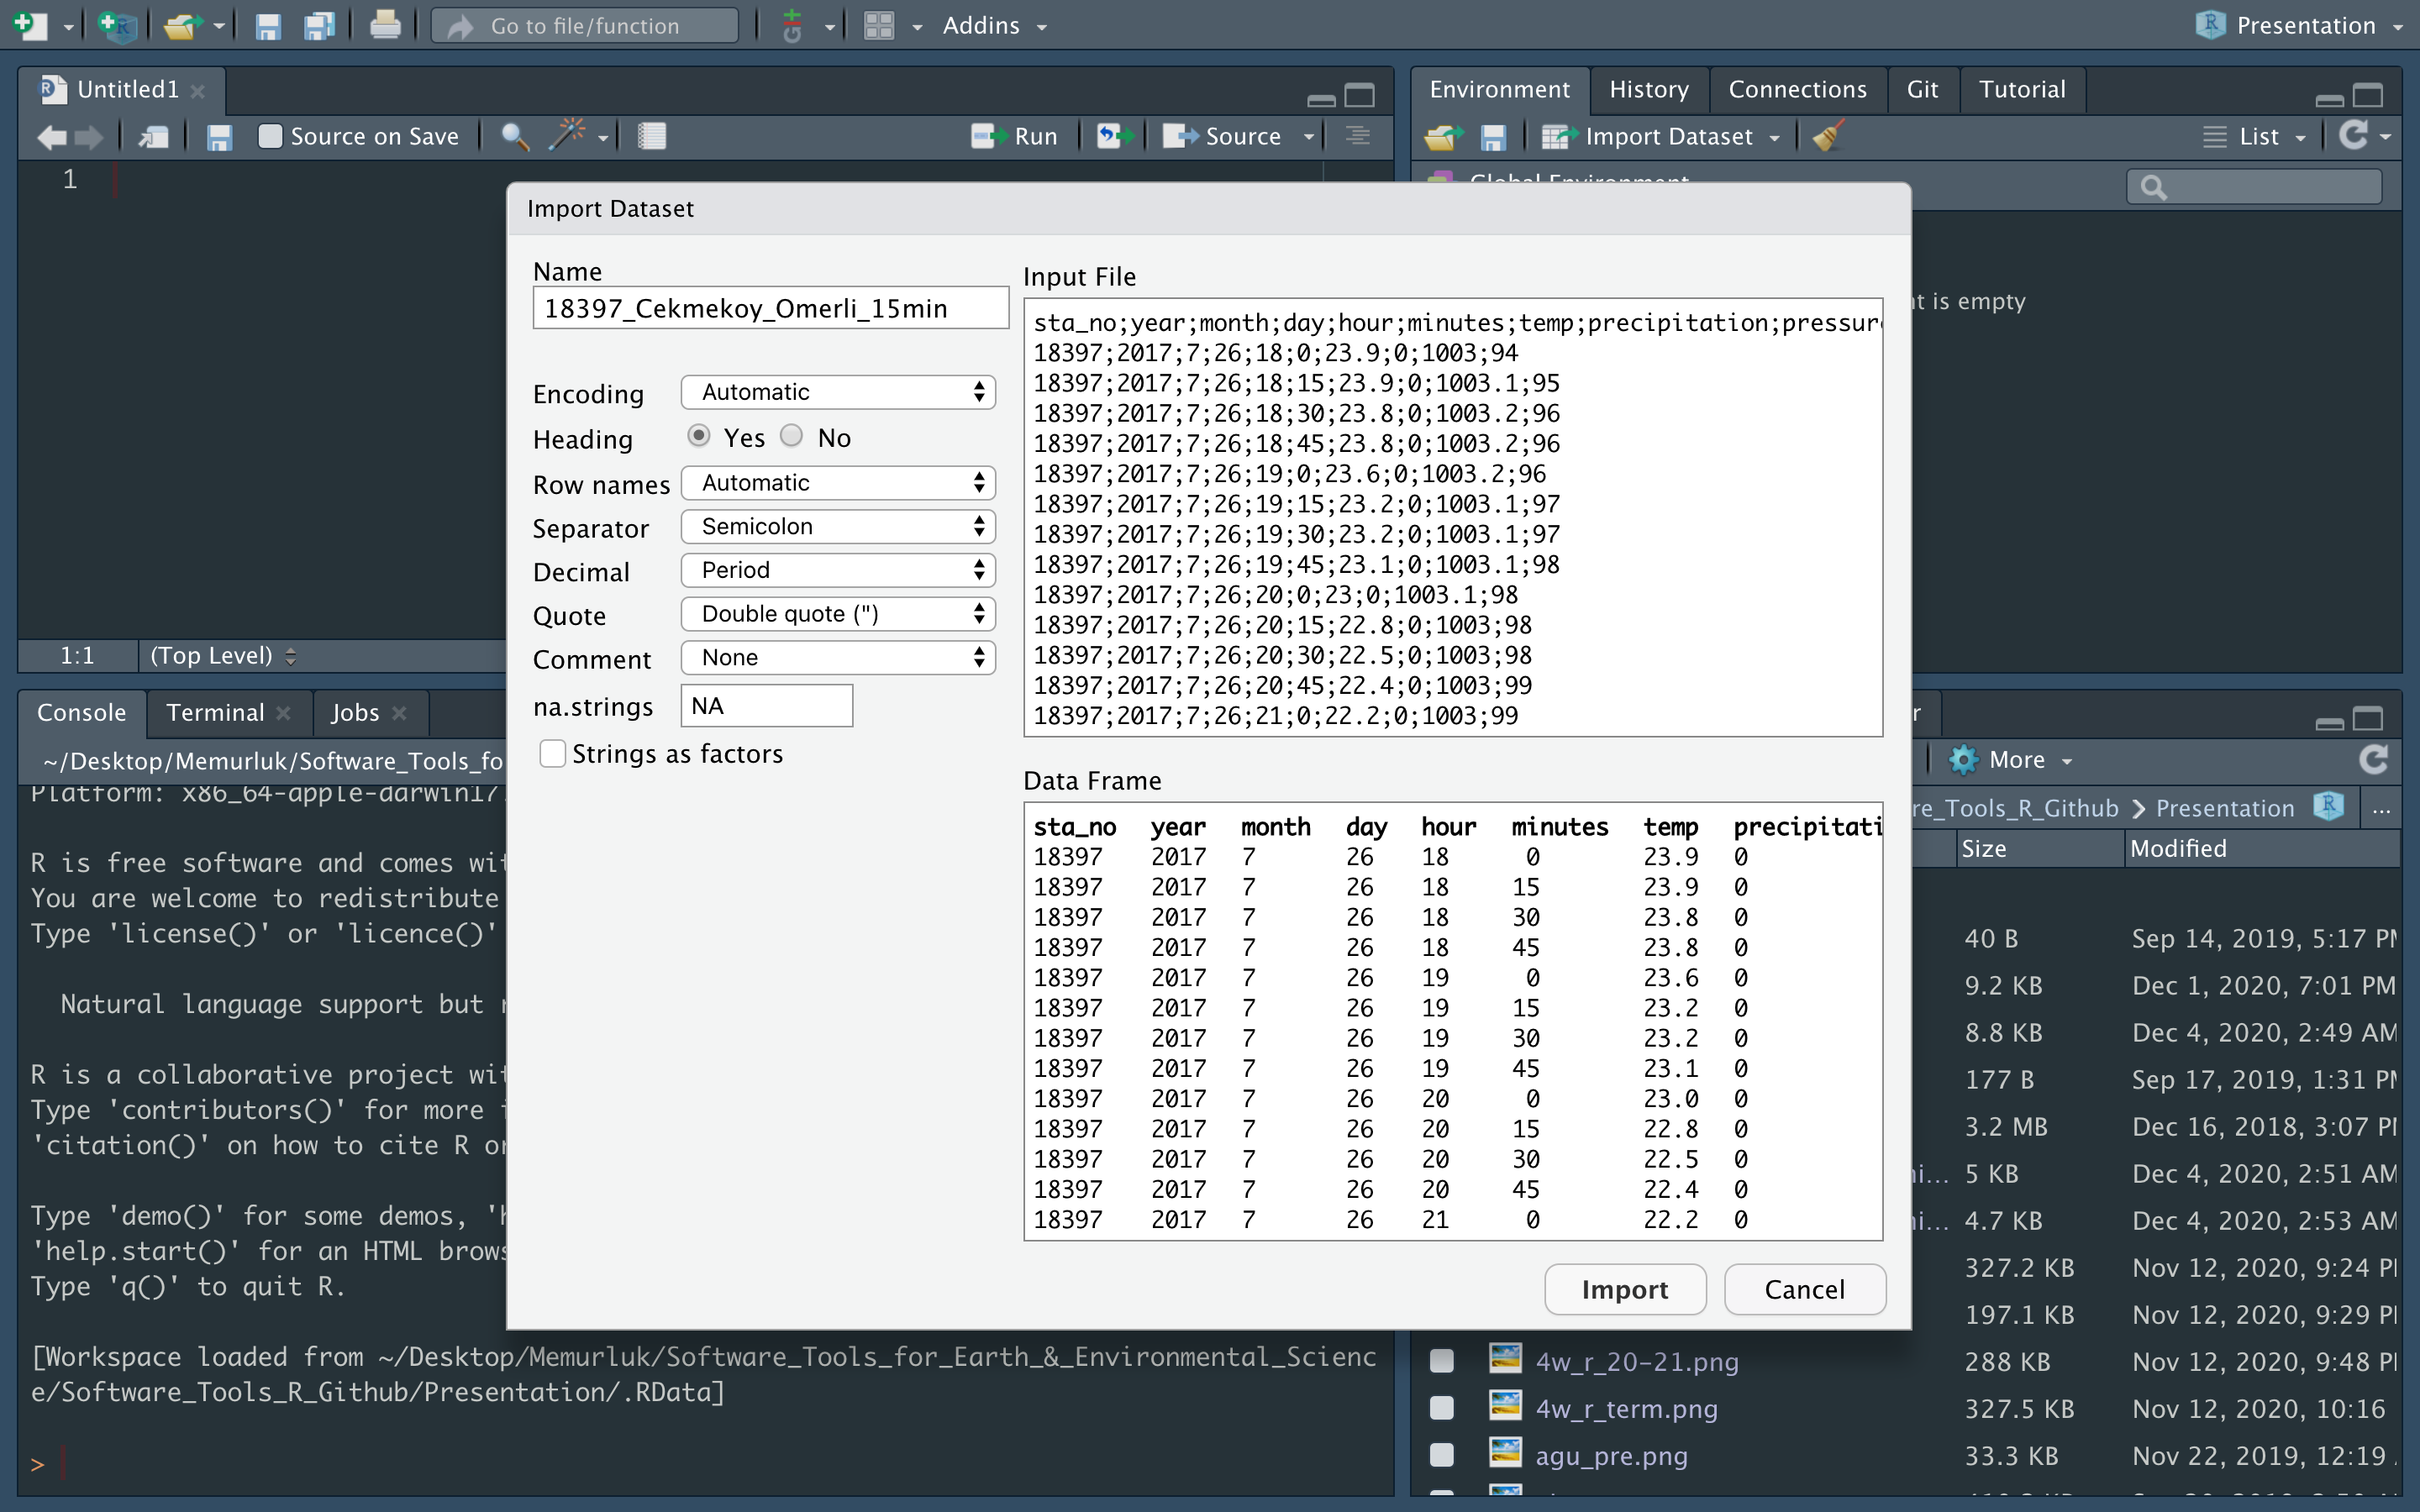 Go to file/function
Addins
Presentation
Untitled1
Source on Save
Run
Source
1
1:1
(Top Level)
Environment
History
Connections
Git
Tutorial
Import Dataset
List
Global Environment
is empty
Import Dataset
Name
18397_Cekmekoy_Omerli_15min
Encoding
Automatic
Heading
Yes
No
Row names
Automatic
Separator
Semicolon
Decimal
Period
Quote
Double quote (")
Comment
None
na.strings
NA
Strings as factors
Input File
sta_no;year;month;day;hour;minutes;temp;precipitation;pressur
18397;2017;7;26;18;0;23.9;0;1003;94
18397;2017;7;26;18;15;23.9;0;1003.1;95
18397;2017;7;26;18;30;23.8;0;1003.2;96
18397;2017;7;26;18;45;23.8;0;1003.2;96
18397;2017;7;26;19;0;23.6;0;1003.2;96
18397;2017;7;26;19;15;23.2;0;1003.1;97
18397;2017;7;26;19;30;23.2;0;1003.1;97
18397;2017;7;26;19;45;23.1;0;1003.1;98
18397;2017;7;26;20;0;23;0;1003.1;98
18397;2017;7;26;20;15;22.8;0;1003;98
18397;2017;7;26;20;30;22.5;0;1003;98
18397;2017;7;26;20;45;22.4;0;1003;99
18397;2017;7;26;21;0;22.2;0;1003;99
Data Frame
sta_no year month day hour minutes temp precipitati
18397 2017 7 26 18 0 23.9 0
18397 2017 7 26 18 15 23.9 0
18397 2017 7 26 18 30 23.8 0
18397 2017 7 26 18 45 23.8 0
18397 2017 7 26 19 0 23.6 0
18397 2017 7 26 19 15 23.2 0
18397 2017 7 26 19 30 23.2 0
18397 2017 7 26 19 45 23.1 0
18397 2017 7 26 20 0 23.0 0
18397 2017 7 26 20 15 22.8 0
18397 2017 7 26 20 30 22.5 0
18397 2017 7 26 20 45 22.4 0
18397 2017 7 26 21 0 22.2 0
Import
Cancel
Console
Terminal
Jobs
~/Desktop/Memurluk/Software_Tools_fo
Platform: x86_64-apple-darwin17
R is free software and comes wit
You are welcome to redistribute
Type 'license()' or 'licence()'
Natural language support but
R is a collaborative project wit
Type 'contributors()' for more
'citation()' on how to cite R or
Type 'demo()' for some demos, '
'help.start()' for an HTML brows
Type 'q()' to quit R.
[Workspace loaded from ~/Desktop/Memurluk/Software_Tools_for_Earth_&_Environmental_Scienc
e/Software_Tools_R_Github/Presentation/.RData]
>
More
re_Tools_R_Github Presentation ...
Size Modified
40 B Sep 14, 2019, 5:17 PM
9.2 KB Dec 1, 2020, 7:01 PM
8.8 KB Dec 4, 2020, 2:49 AM
177 B Sep 17, 2019, 1:31 PM
3.2 MB Dec 16, 2018, 3:07 PM
i... 5 KB Dec 4, 2020, 2:51 AM
i... 4.7 KB Dec 4, 2020, 2:53 AM
327.2 KB Nov 12, 2020, 9:24 P
197.1 KB Nov 12, 2020, 9:29 P
4w_r_20-21.png 288 KB Nov 12, 2020, 9:48 P
4w_r_term.png 327.5 KB Nov 12, 2020, 10:16
agu_pre.png 33.3 KB Nov 22, 2019, 12:19